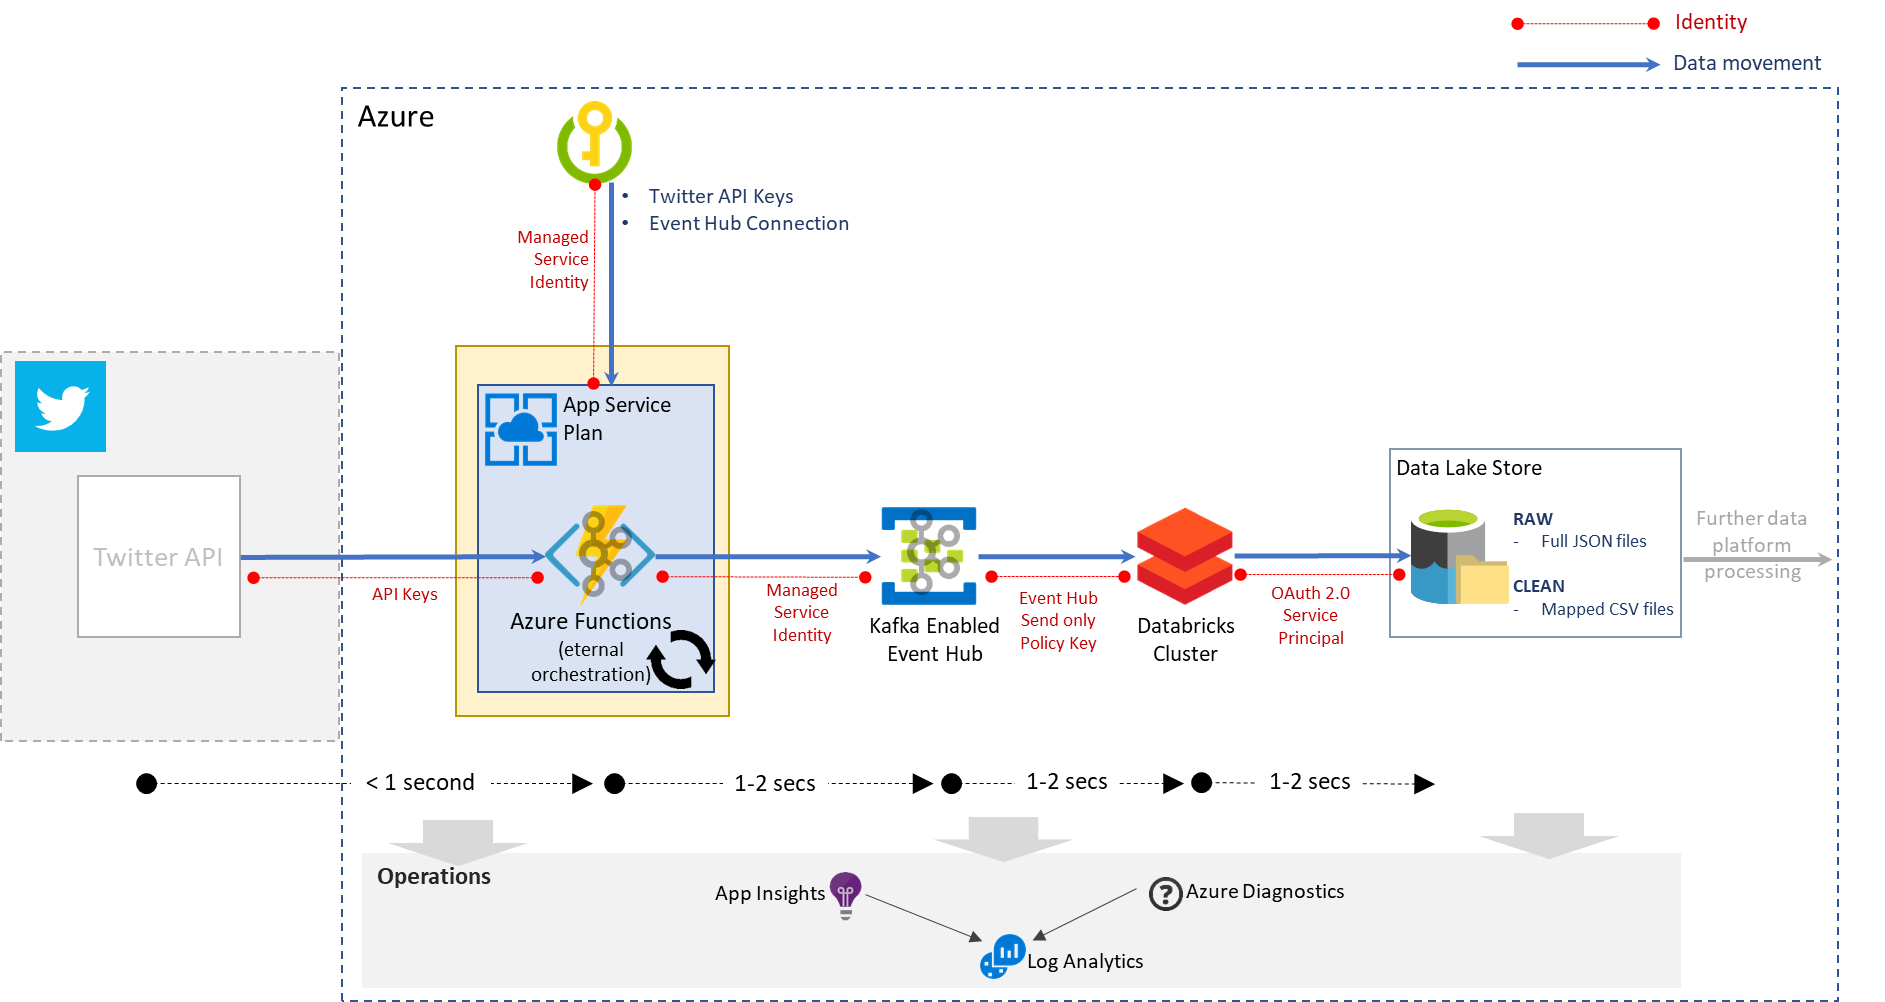 Identity
Data movement
Azure
• Twitter API Keys
• Event Hub Connection
Managed
Service
Identity
App Service
Plan
Twitter API
API Keys
Azure Functions
(eternal
orchestration)
Managed
Service
Identity
Kafka Enabled
Event Hub
Event Hub
Send only
Policy Key
Databricks
Cluster
OAuth 2.0
Service
Principal
Data Lake Store
RAW
- Full JSON files
CLEAN
- Mapped CSV files
Further data
platform
processing
< 1 second
1-2 secs
1-2 secs
1-2 secs
Operations
App Insights
Azure Diagnostics
Log Analytics